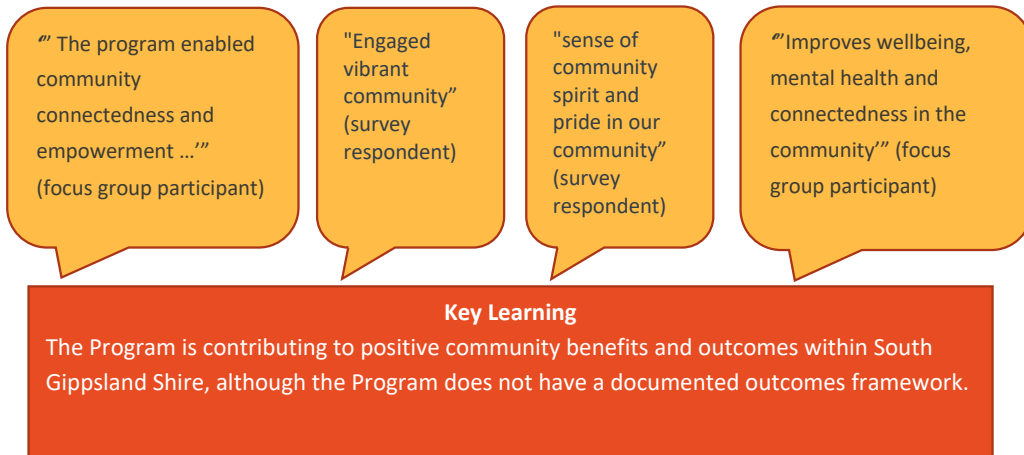 “” The program enabled
community
connectedness and
empowerment …’”
(focus group participant)
"Engaged
vibrant
community”
(survey
respondent)
"sense of
community
spirit and
pride in our
community”
(survey
respondent)
“”Improves wellbeing,
mental health and
connectedness in the
community’” (focus
group participant)
Key Learning
The Program is contributing to positive community benefits and outcomes within South
Gippsland Shire, although the Program does not have a documented outcomes framework.